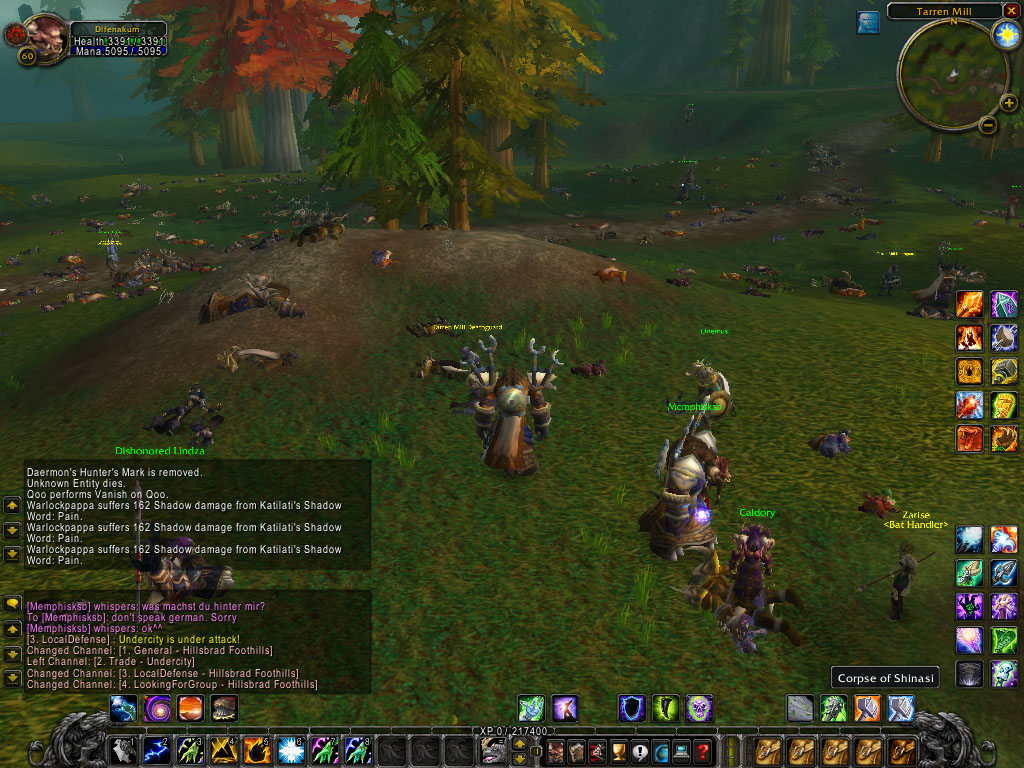 Difenakum
Health 3391 / 3391
Mana 5095 / 5095
60
Tarren Mill
N
Tarren Mill Deathguard
Unemus
Memphisksb
Dishonored Lindza
Caldory
Zarise
<Bat Handler>
Daermon's Hunter's Mark is removed.
Unknown Entity dies.
Qoo performs Vanish on Qoo.
Warlockpappa suffers 162 Shadow damage from Katilati's Shadow
Word: Pain.
Warlockpappa suffers 162 Shadow damage from Katilati's Shadow
Word: Pain.
Warlockpappa suffers 162 Shadow damage from Katilati's Shadow
Word: Pain.
[Memphisksb] whispers: was machst du hinter mir?
To [Memphisksb]: don't speak german. Sorry
[Memphisksb] whispers: ok^^
[3. LocalDefense] : Undercity is under attack!
Changed Channel: [1. General - Hillsbrad Foothills]
Left Channel: [2. Trade - Undercity]
Changed Channel: [3. LocalDefense - Hillsbrad Foothills]
Changed Channel: [4. LookingForGroup - Hillsbrad Foothills]
Corpse of Shinasi
XP 0 / 217400